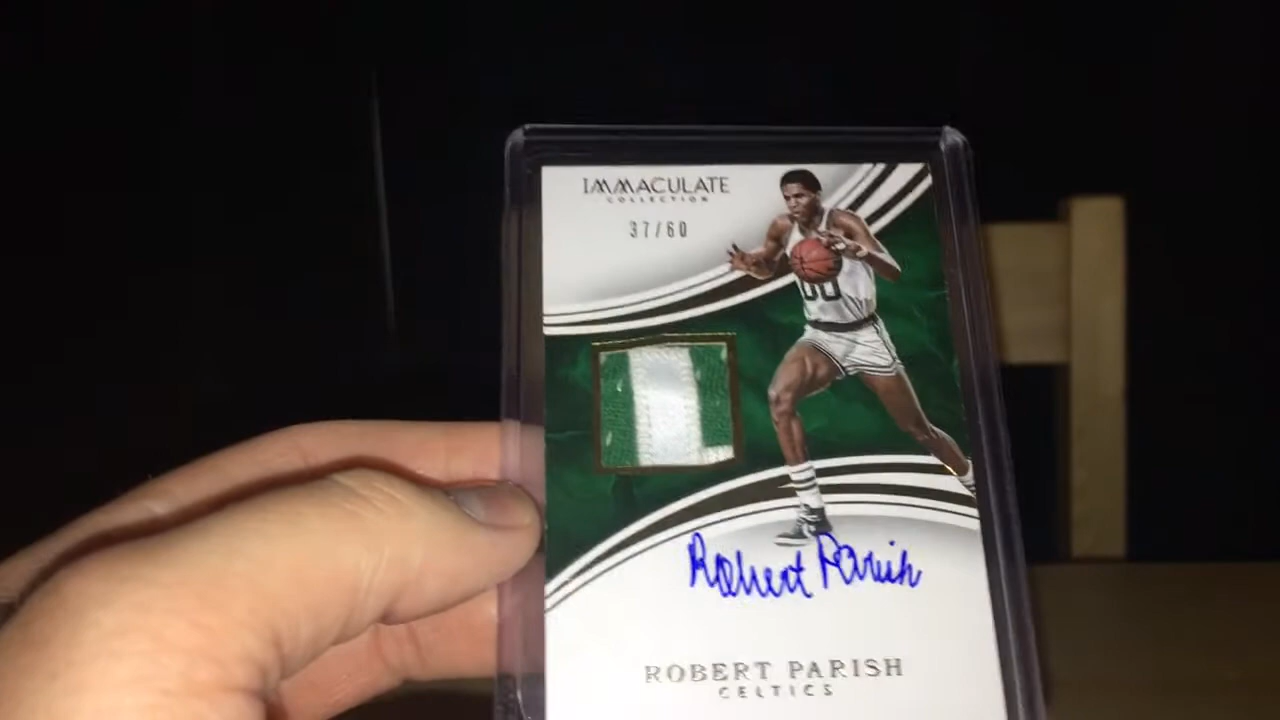 IMMACULATE
COLLECTION
37/60
00
Robert Parish
ROBERT PARISH
CELTICS